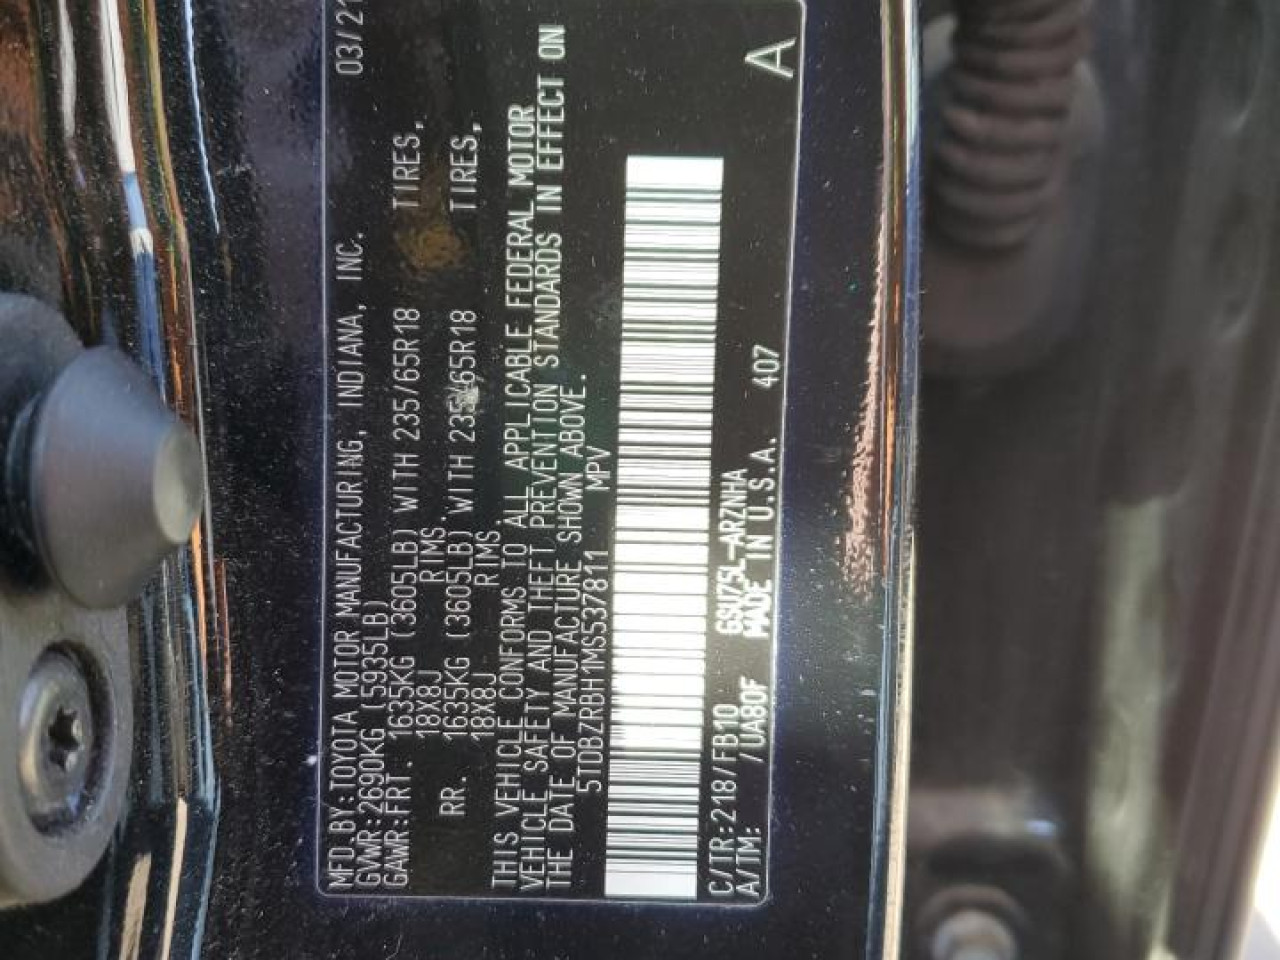 MFD.BY:TOYOTA MOTOR MANUFACTURING, INDIANA, INC. 03/21
GVWR:2690KG (5935LB)
GAWR:FRT. 1635KG (3605LB) WITH 235/65R18 TIRES,
18X8J RIMS.
RR. 1635KG (3605LB) WITH 235/65R18 TIRES,
18X8J RIMS.
THIS VEHICLE CONFORMS TO ALL APPLICABLE FEDERAL MOTOR
VEHICLE SAFETY AND THEFT PREVENTION STANDARDS IN EFFECT ON
THE DATE OF MANUFACTURE SHOWN ABOVE.
5TDBZRBH1MS537811 MPV
C/TR:218/FB10 GSU75L-ARZNHA
A/TM: /UA80F MADE IN U.S.A. 407
A